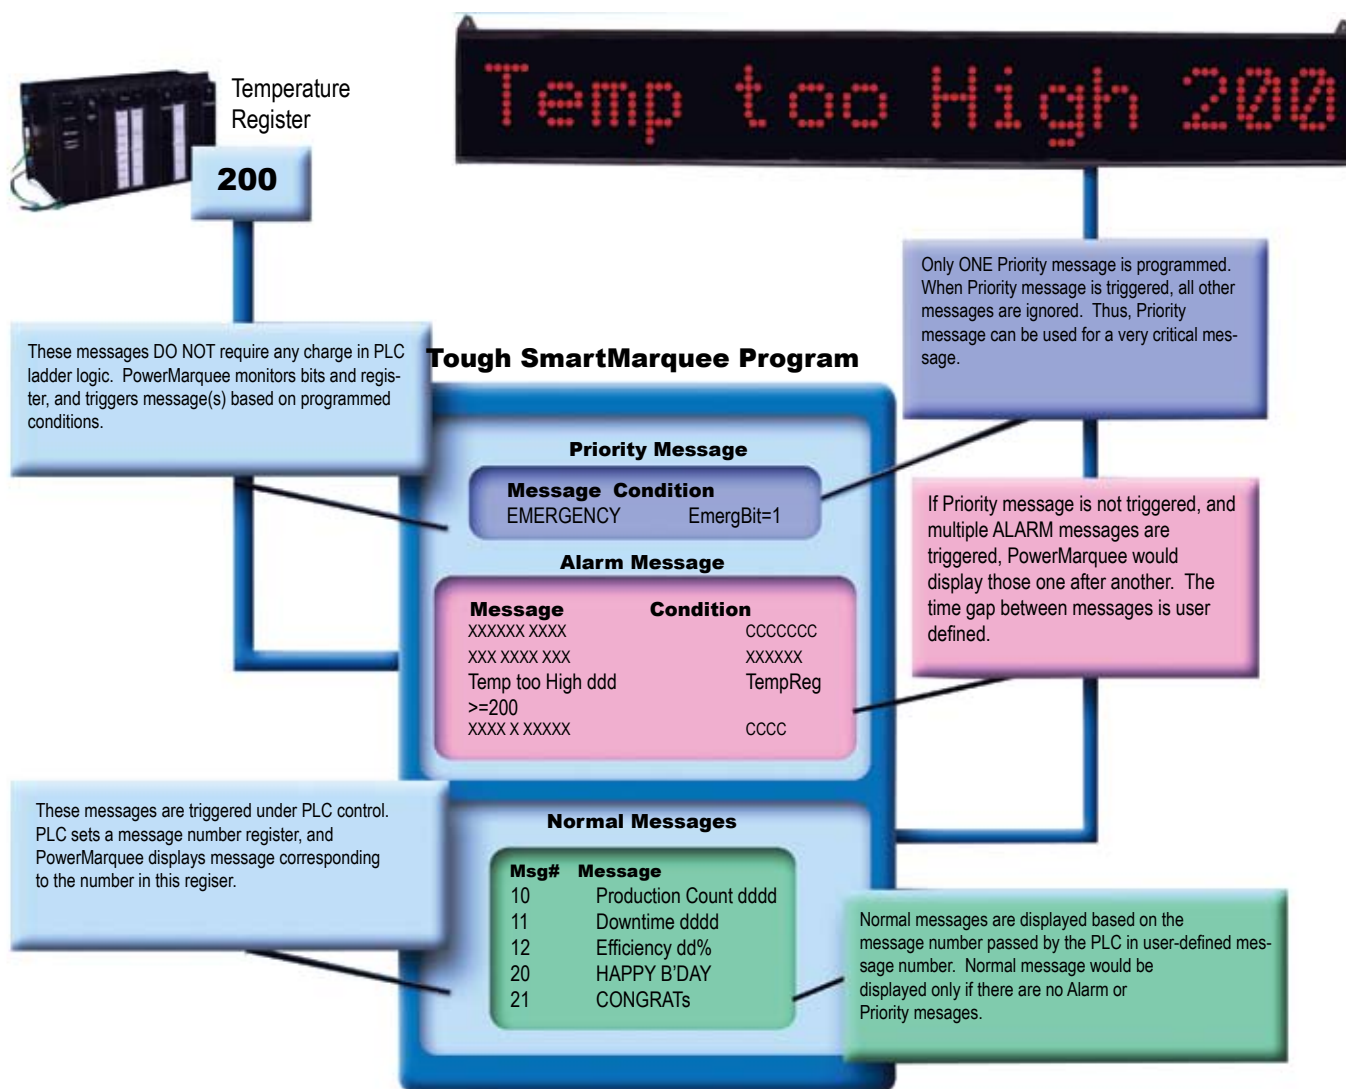 Temp too High 200
Temperature
Register
200
Only ONE Priority message is programmed.
When Priority message is triggered, all other
messages are ignored. Thus, Priority
message can be used for a very critical mes-
sage.
These messages DO NOT require any charge in PLC
ladder logic. PowerMarquee monitors bits and regis-
ter, and triggers message(s) based on programmed
conditions.
Tough SmartMarquee Program
Priority Message
Message Condition
EMERGENCY EmergBit=1
If Priority message is not triggered, and
multiple ALARM messages are
triggered, PowerMarquee would
display those one after another. The
time gap between messages is user
defined.
Alarm Message
Message Condition
XXXXXX XXXX CCCCCCC
XXX XXXX XXX XXXXXX
Temp too High ddd TempReg
>=200
XXXX X XXXXX CCCC
These messages are triggered under PLC control.
PLC sets a message number register, and
PowerMarquee displays message corresponding
to the number in this regiser.
Normal Messages
Msg# Message
10 Production Count dddd
11 Downtime dddd
12 Efficiency dd%
20 HAPPY B'DAY
21 CONGRATs
Normal messages are displayed based on the
message number passed by the PLC in user-defined mes-
sage number. Normal message would be
displayed only if there are no Alarm or
Priority mesages.